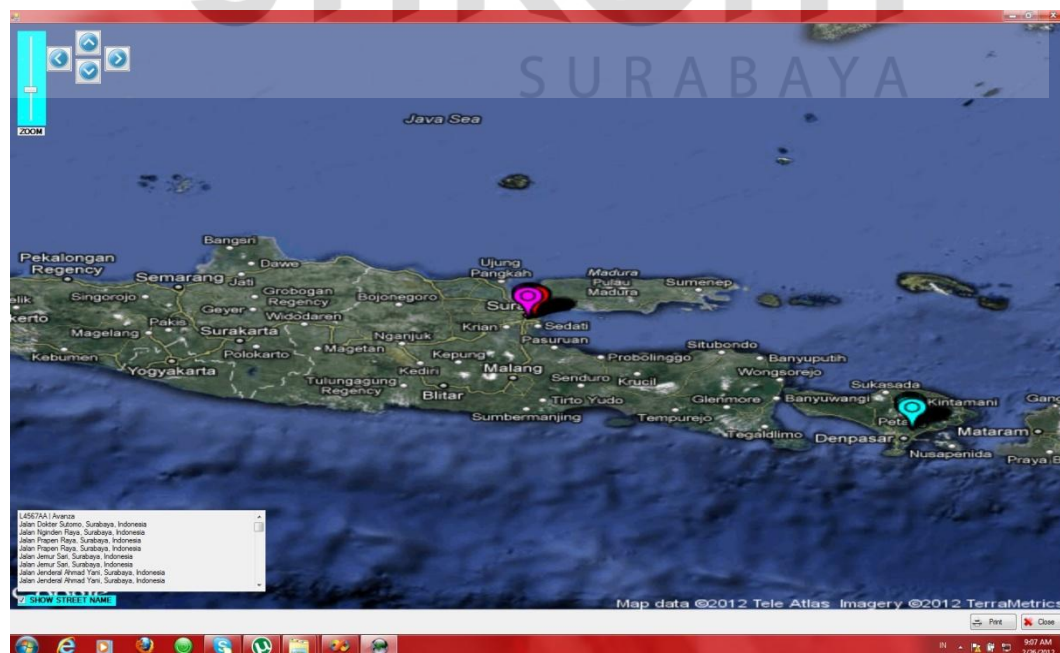 SURABAYA
ZOOM
Java Sea
Bangsri
Pekalongan
Regency
Dawe
Ujung
Pangkah
Madura
Pulau
Madura
Sumenep
Semarang
Jati
Singorojo
Grobogan
Regency
Bojonegoro
Geyer
Widodaren
Pakis
Magelang
Surakarta
Krian
Sedati
Nganjuk
Pasuruan
Kebumen
Polokarto
Magetan
Kepung
Probolinggo
Situbondo
Banyuputih
Yogyakarta
Kediri
Malang
Wongsorejo
Tulungagung
Regency
Senduro
Krucil
Sukasada
Blitar
Tirto Yudo
Glenmore
Banyuwangi
Kintamani
Sumbermanjing
Tempurejo
Tegaldlimo
Denpasar
Mataram
Nusapenida
L4567AA | Avanza
Jalan Dokter Sutomo, Surabaya, Indonesia
Jalan Nginden Raya, Surabaya, Indonesia
Jalan Prapen Raya, Surabaya, Indonesia
Jalan Prapen Raya, Surabaya, Indonesia
Jalan Jemur Sari, Surabaya, Indonesia
Jalan Jemur Sari, Surabaya, Indonesia
Jalan Jenderal Ahmad Yani, Surabaya, Indonesia
Jalan Jenderal Ahmad Yani, Surabaya, Indonesia
SHOW STREET NAME
Map data ©2012 Tele Atlas Imagery ©2012 TerraMetrics
Print
Close
IN
9:07 AM